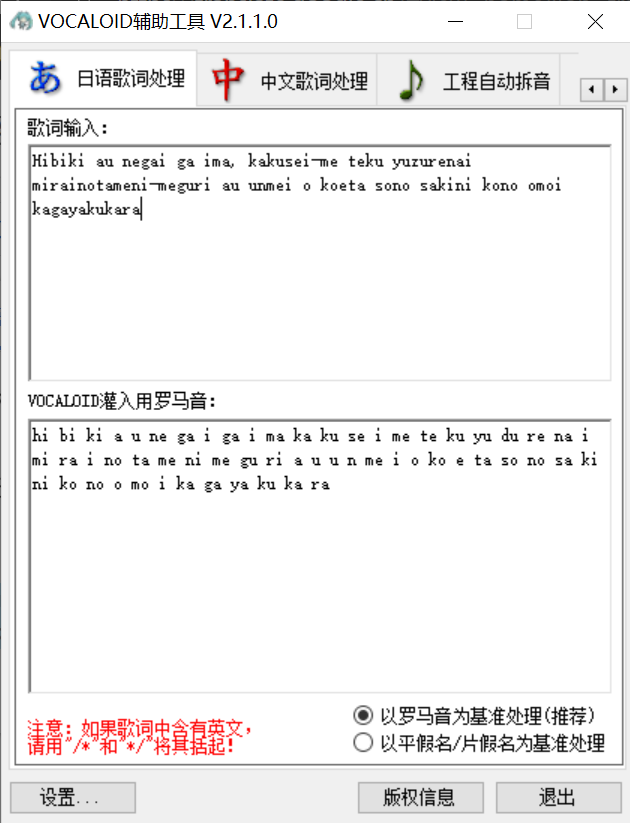 VOCALOID辅助工具 V2.1.1.0
あ 日语歌词处理 中 中文歌词处理 工程自动拆音
歌词输入:
Hibiki au negai ga ima, kakusei-me teku yuzurenai
mirainotameni-meguri au unmei o koeta sono sakini kono omoi
kagayakukara
VOCALOID灌入用罗马音:
hi bi ki a u ne ga i ga i ma ka ku se i me te ku yu du re na i
mi ra i no ta me ni me gu ri a u u n me i o ko e ta so no sa ki
ni ko no o mo i ka ga ya ku ka ra
注意: 如果歌词中含有英文,
请用"/*"和"*/"将其括起!
以罗马音为基准处理(推荐)
以平假名/片假名为基准处理
设置... 版权信息 退出